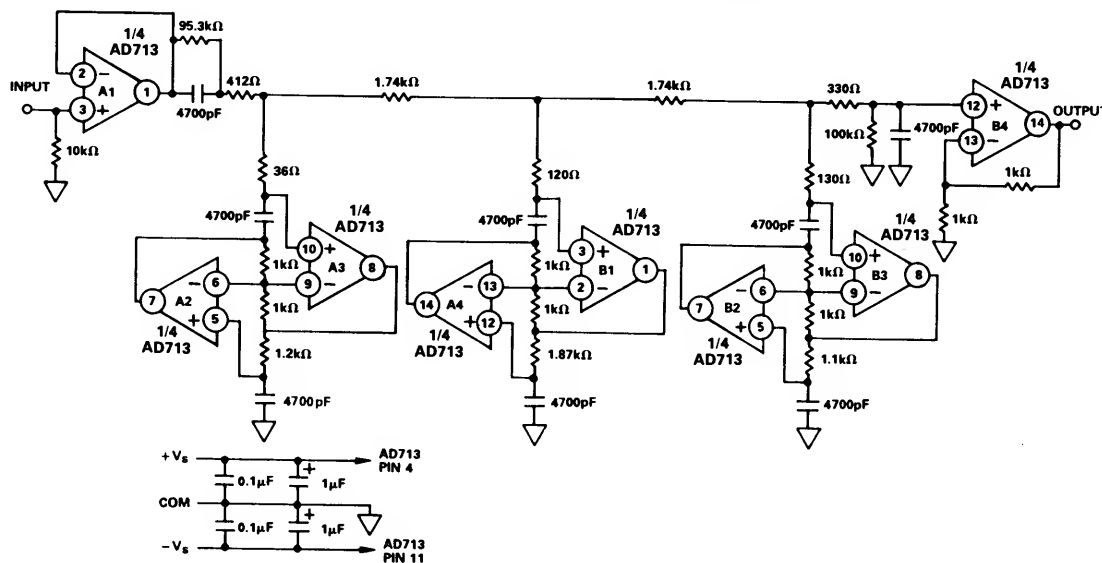 1/4
AD713
95.3kΩ
INPUT
2
−
A1
1
3
+
412Ω
4700pF
10kΩ
1.74kΩ
1.74kΩ
330Ω
1/4
AD713
12
+
B4
14
OUTPUT
13
−
4700pF
100kΩ
1kΩ
1kΩ
36Ω
4700pF
1/4
AD713
10
+
A3
8
9
−
1kΩ
7
A2
−
6
+
5
1/4
AD713
1kΩ
1.2kΩ
4700pF
120Ω
4700pF
1/4
AD713
3
+
B1
1
2
−
1kΩ
14
A4
−
13
+
12
1/4
AD713
1kΩ
1.87kΩ
4700pF
130Ω
4700pF
1/4
AD713
10
+
B3
8
9
−
1kΩ
7
B2
−
6
+
5
1/4
AD713
1kΩ
1.1kΩ
4700pF
+Vs
AD713
PIN 4
0.1μF
+
1μF
COM
0.1μF
+
1μF
−Vs
AD713
PIN 11